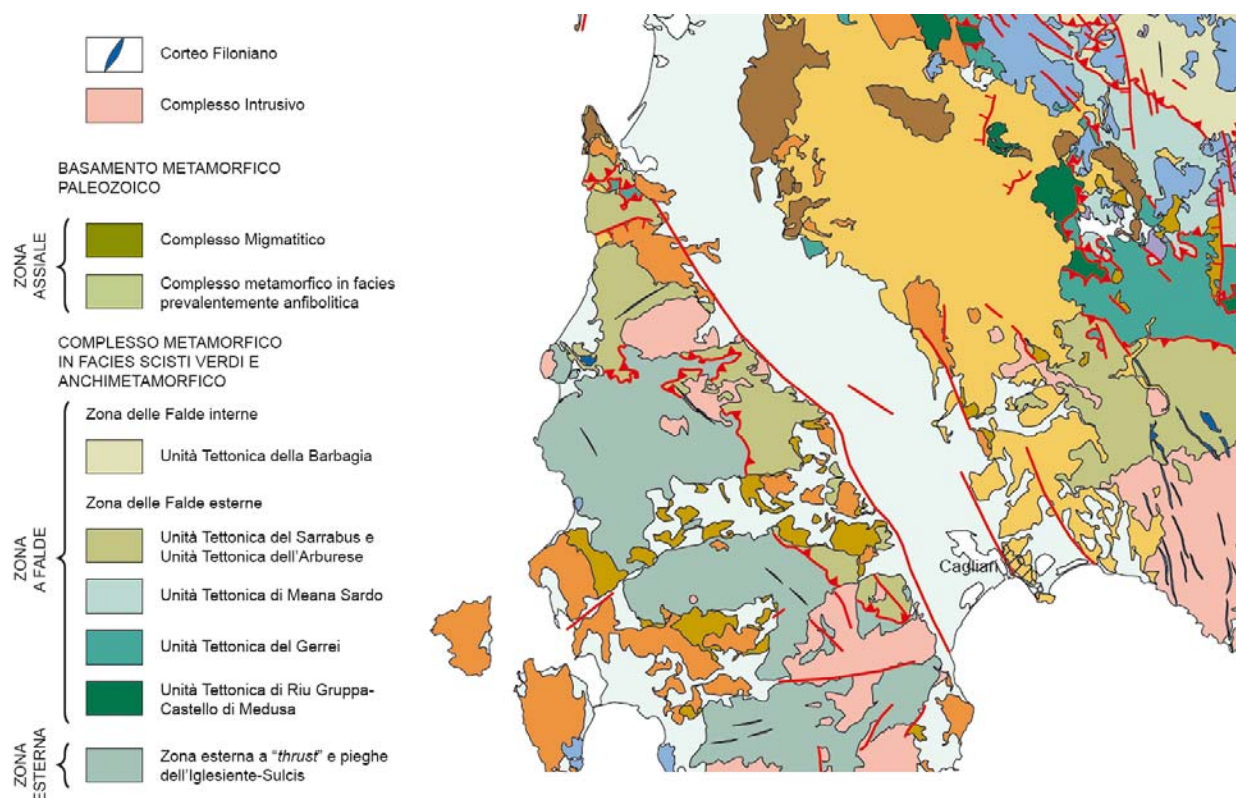 Corteo Filoniano
Complesso Intrusivo
BASAMENTO METAMORFICO
PALEOZOICO
ZONA
ASSIALE
Complesso Migmatitico
Complesso metamorfico in facies
prevalentemente anfibolitica
COMPLESSO METAMORFICO
IN FACIES SCISTI VERDI E
ANCHIMETAMORFICO
Zona delle Falde interne
ZONA
A FALDE
Unità Tettonica della Barbagia
Zona delle Falde esterne
Unità Tettonica del Sarrabus e
Unità Tettonica dell'Arburese
Unità Tettonica di Meana Sardo
Unità Tettonica del Gerrei
Unità Tettonica di Riu Gruppa-
Castello di Medusa
ZONA
ESTERNA
Zona esterna a “thrust” e pieghe
dell'Iglesiente-Sulcis
Cagliari